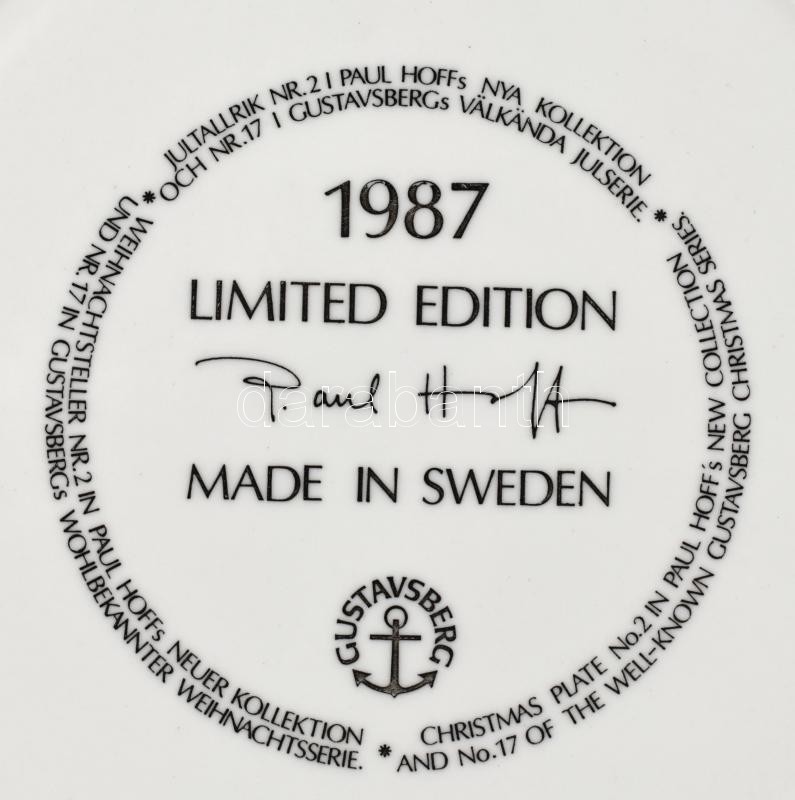 JULTALLRIK NR.2 I PAUL HOFFs NYA KOLLEKTION
OCH NR.17 I GUSTAVSBERGs VÄLKÄNDA JULSERIE.
*
CHRISTMAS PLATE No.2 IN PAUL HOFF's NEW COLLECTION
AND No.17 OF THE WELL-KNOWN GUSTAVSBERG CHRISTMAS SERIES.
*
WEIHNACHTSTELLER NR.2 IN PAUL HOFFs NEUER KOLLEKTION
UND NR.17 IN GUSTAVSBERGs WOHLBEKANNTER WEIHNACHTSSERIE.
*
1987
LIMITED EDITION
Paul Hoff
darabanth
MADE IN SWEDEN
GUSTAVSBERG